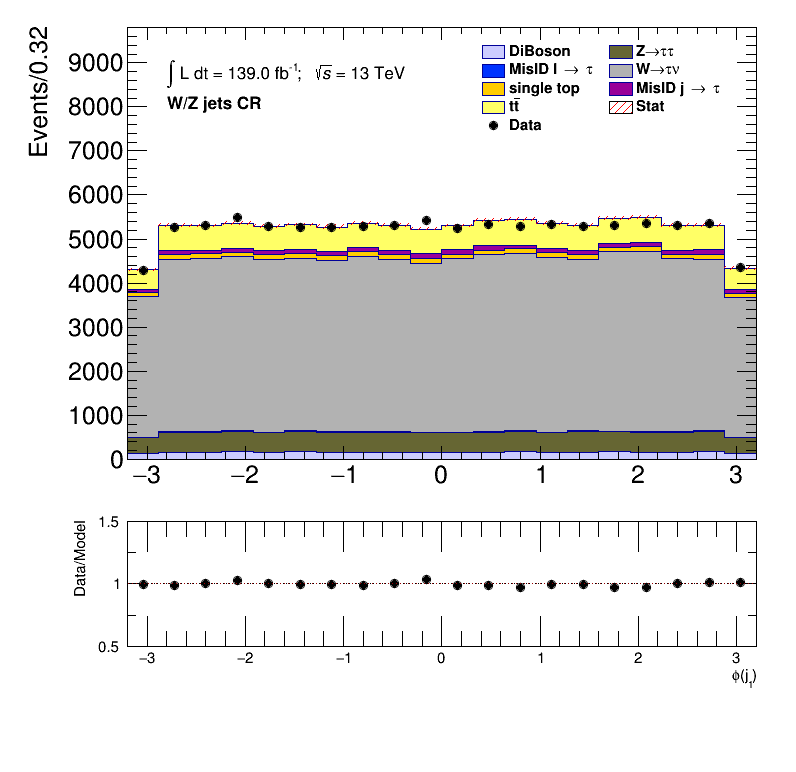 Events/0.32
9000
8000
7000
6000
5000
4000
3000
2000
1000
0
∫ L dt = 139.0 fb⁻¹; √s = 13 TeV
W/Z jets CR
DiBoson
MisID l → τ
single top
tt̄
Data
Z→ττ
W→τν
MisID j → τ
Stat
−3 −2 −1 0 1 2 3
Data/Model
1.5
1
0.5
−3 −2 −1 0 1 2 3
ϕ(j₁)